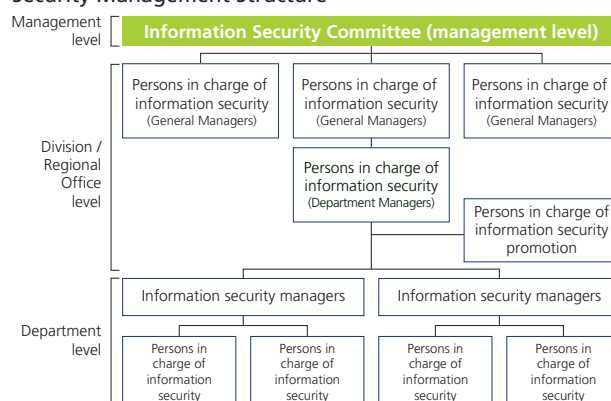 Security Management Structure
Management
level
Information Security Committee (management level)
Division /
Regional
Office
level
Persons in charge of
information security
(General Managers)
Persons in charge of
information security
(General Managers)
Persons in charge of
information security
(General Managers)
Persons in charge of
information security
(Department Managers)
Persons in charge of
information security
promotion
Department
level
Information security managers
Information security managers
Persons in
charge of
information
security
Persons in
charge of
information
security
Persons in
charge of
information
security
Persons in
charge of
information
security